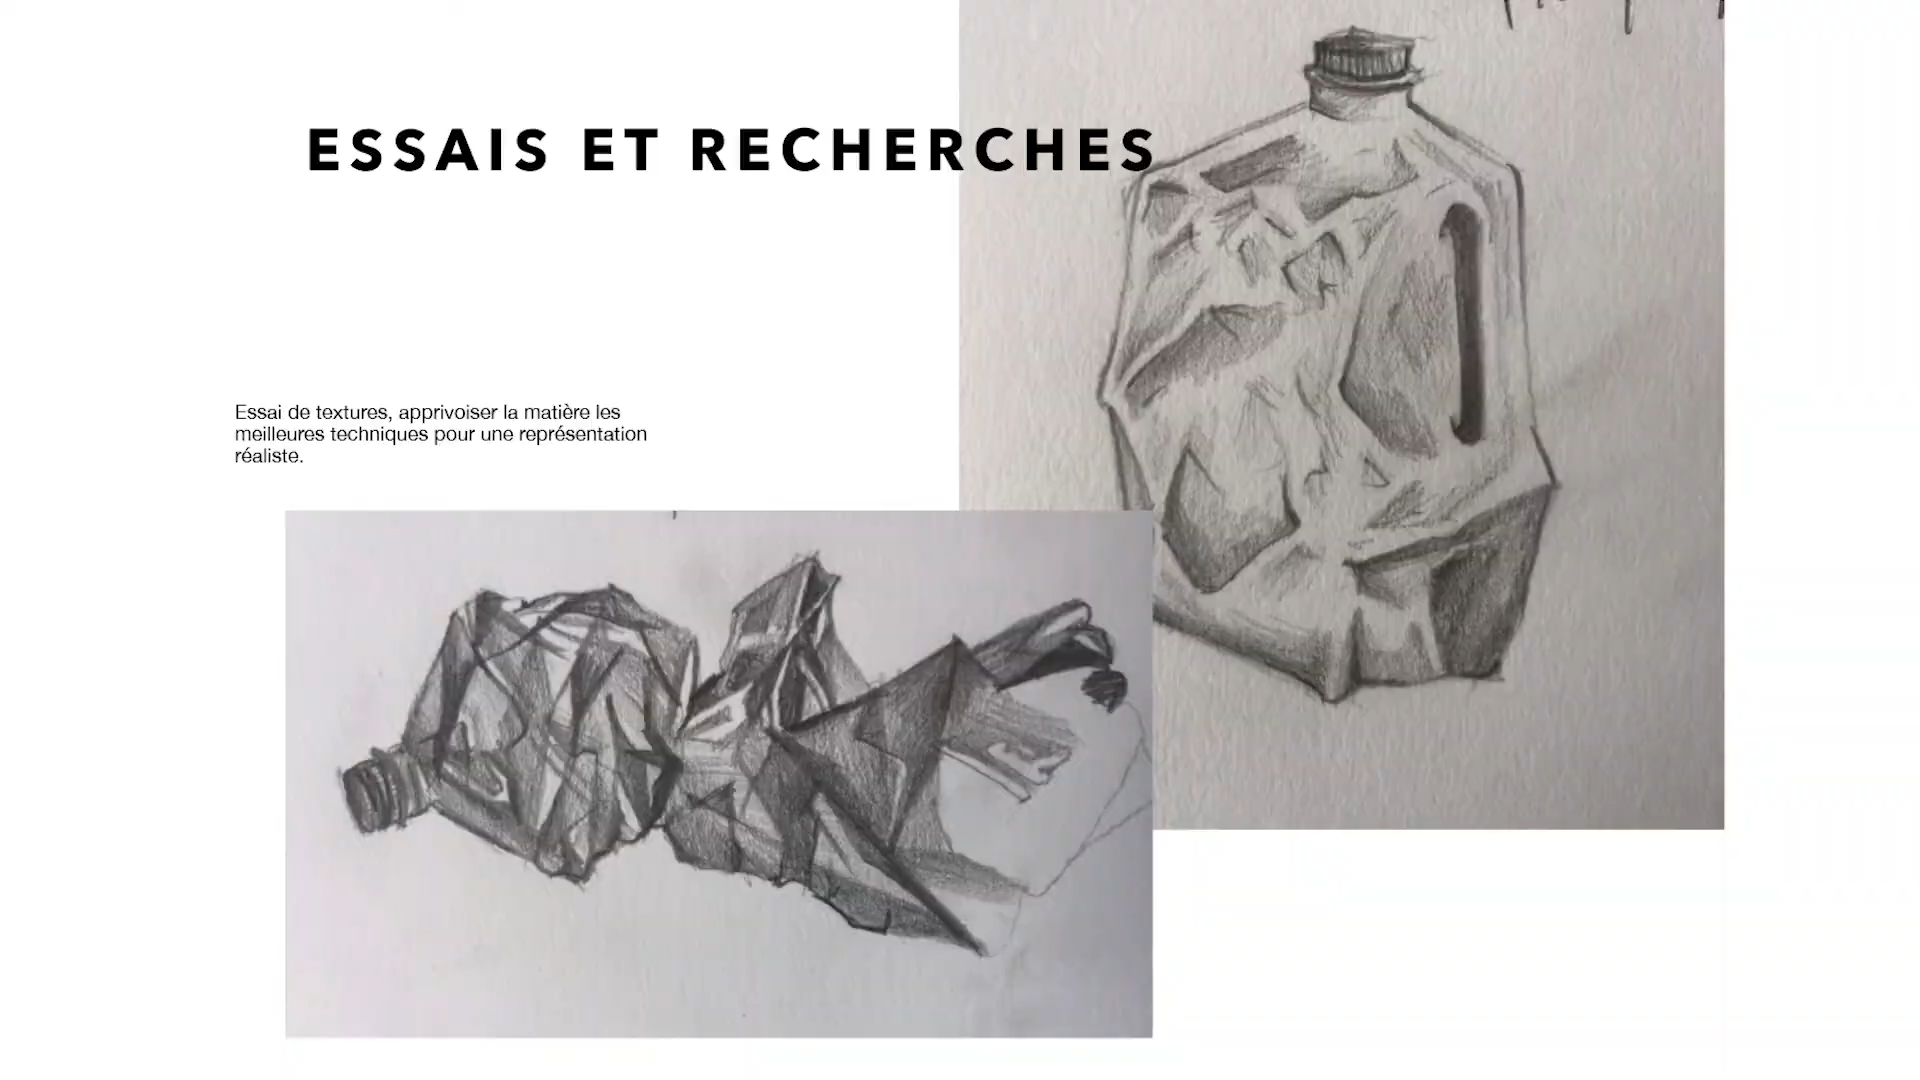 ESSAIS ET RECHERCHES
Essai de textures, apprivoiser la matière les
meilleures techniques pour une représentation
réaliste.